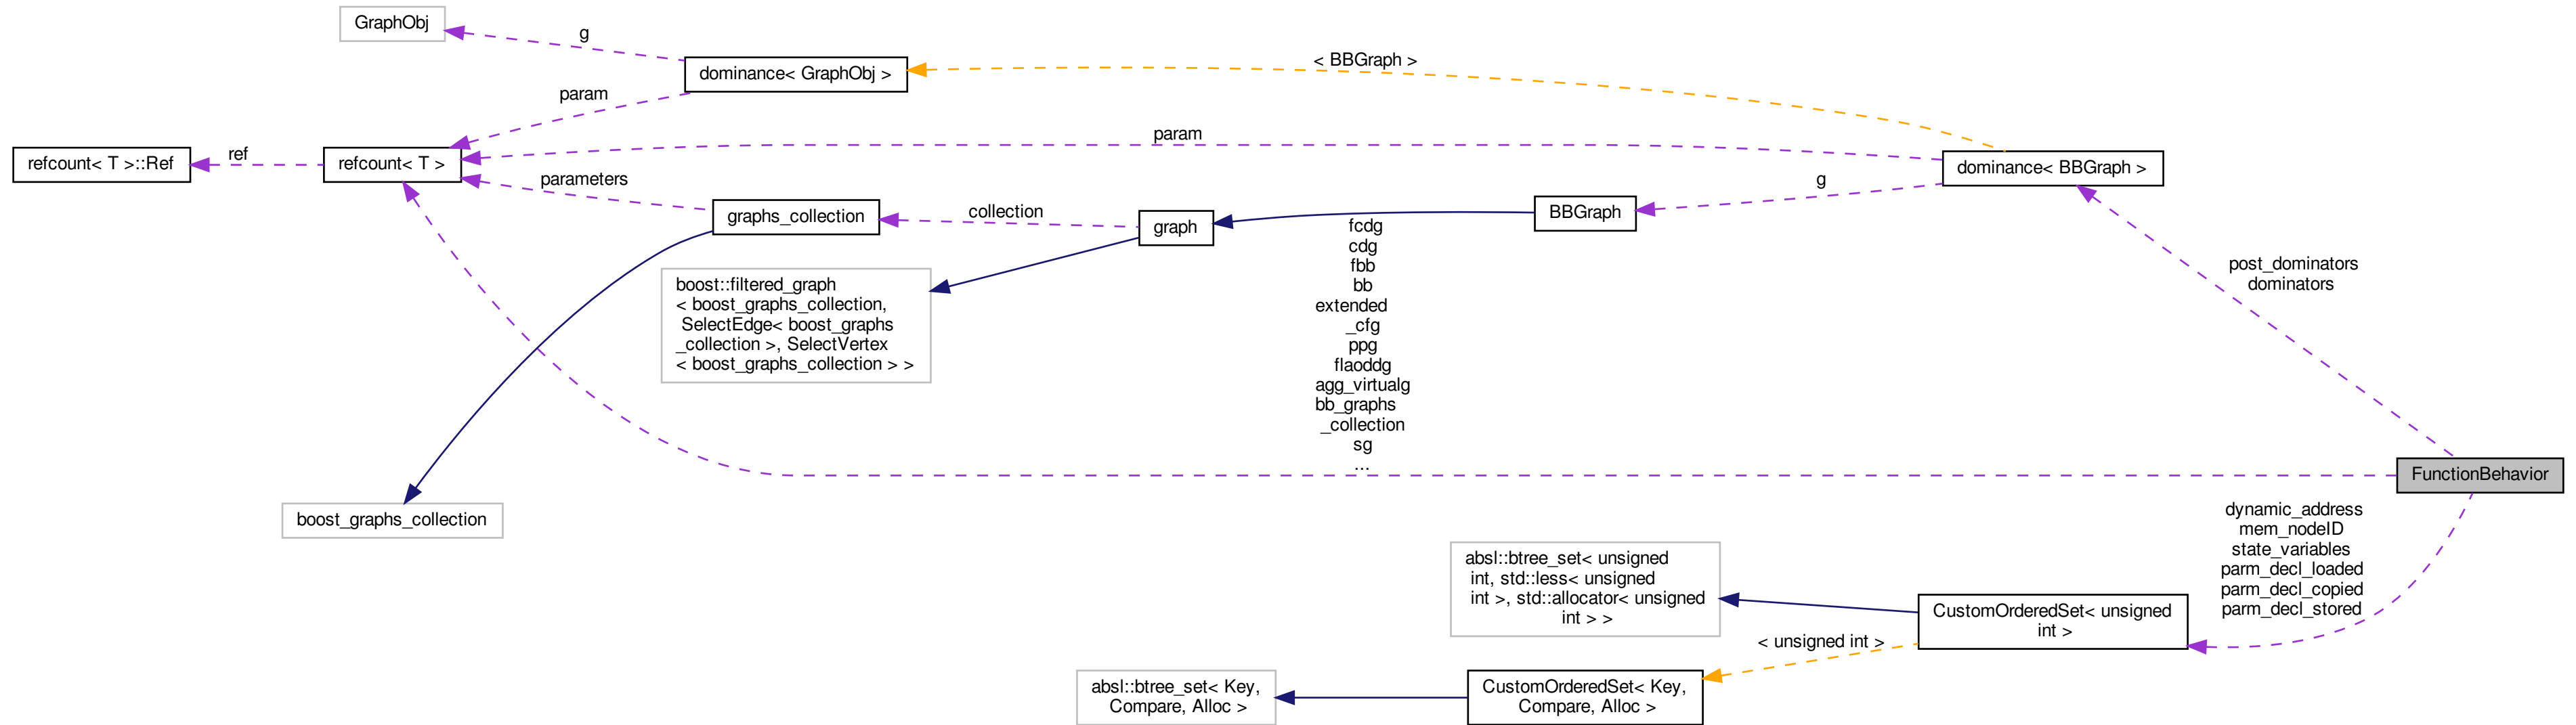 GraphObj
g
dominance< GraphObj >
< BBGraph >
param
param
refcount< T >::Ref
ref
refcount< T >
dominance< BBGraph >
parameters
g
graphs_collection
collection
graph
BBGraph
fcdg
cdg
fbb
bb
extended
_cfg
ppg
flaoddg
agg_virtualg
bb_graphs
_collection
sg
...
boost::filtered_graph
< boost_graphs_collection,
SelectEdge< boost_graphs
_collection >, SelectVertex
< boost_graphs_collection > >
post_dominators
dominators
FunctionBehavior
boost_graphs_collection
dynamic_address
mem_nodeID
state_variables
parm_decl_loaded
parm_decl_copied
parm_decl_stored
absl::btree_set< unsigned
int, std::less< unsigned
int >, std::allocator< unsigned
int > >
CustomOrderedSet< unsigned
int >
< unsigned int >
absl::btree_set< Key,
Compare, Alloc >
CustomOrderedSet< Key,
Compare, Alloc >